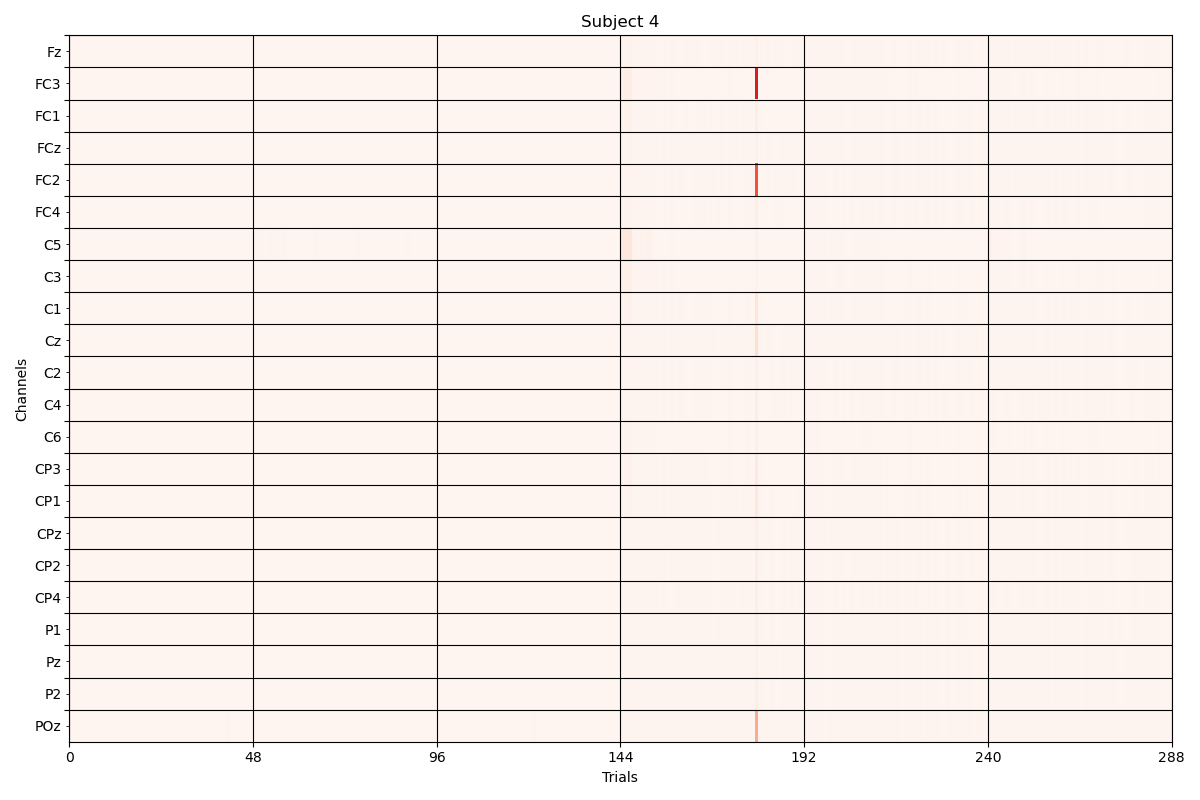 Subject 4
Fz
FC3
FC1
FCz
FC2
FC4
C5
C3
C1
Cz
C2
C4
C6
CP3
CP1
CPz
CP2
CP4
P1
Pz
P2
POz
Channels
0 48 96 144 192 240 288
Trials